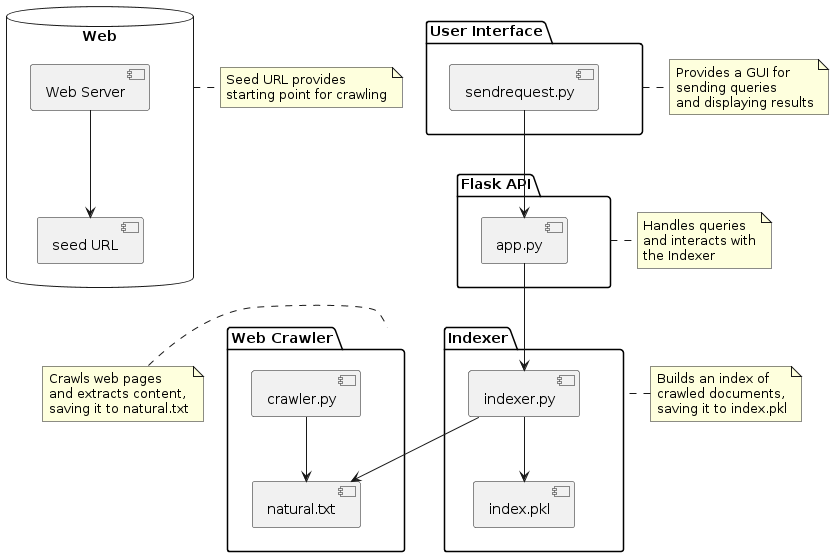 Web
Web Server
Seed URL provides
starting point for crawling
seed URL
User Interface
sendrequest.py
Provides a GUI for
sending queries
and displaying results
Flask API
app.py
Handles queries
and interacts with
the Indexer
Web Crawler
crawler.py
natural.txt
Crawls web pages
and extracts content,
saving it to natural.txt
Indexer
indexer.py
index.pkl
Builds an index of
crawled documents,
saving it to index.pkl